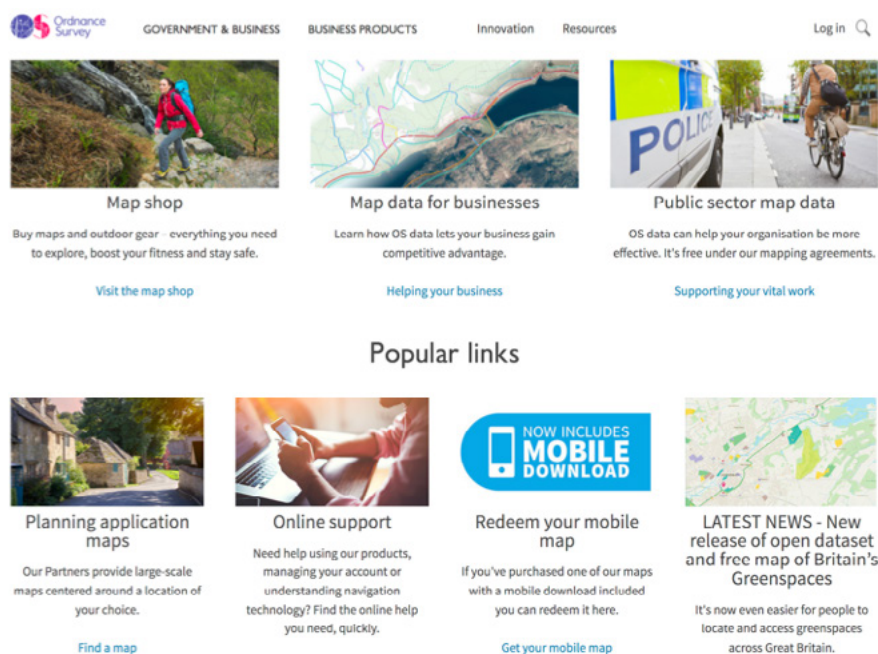 Ordnance
Survey
GOVERNMENT & BUSINESS
BUSINESS PRODUCTS
Innovation
Resources
Log in
POLICE
Map shop
Buy maps and outdoor gear – everything you need
to explore, boost your fitness and stay safe.
Visit the map shop
Map data for businesses
Learn how OS data lets your business gain
competitive advantage.
Helping your business
Public sector map data
OS data can help your organisation be more
effective. It's free under our mapping agreements.
Supporting your vital work
Popular links
Planning application
maps
Our Partners provide large-scale
maps centered around a location of
your choice.
Find a map
Online support
Need help using our products,
managing your account or
understanding navigation
technology? Find the online help
you need, quickly.
NOW INCLUDES
MOBILE
DOWNLOAD
Redeem your mobile
map
If you've purchased one of our maps
with a mobile download included
you can redeem it here.
Get your mobile map
LATEST NEWS - New
release of open dataset
and free map of Britain's
Greenspaces
It's now even easier for people to
locate and access greenspaces
across Great Britain.